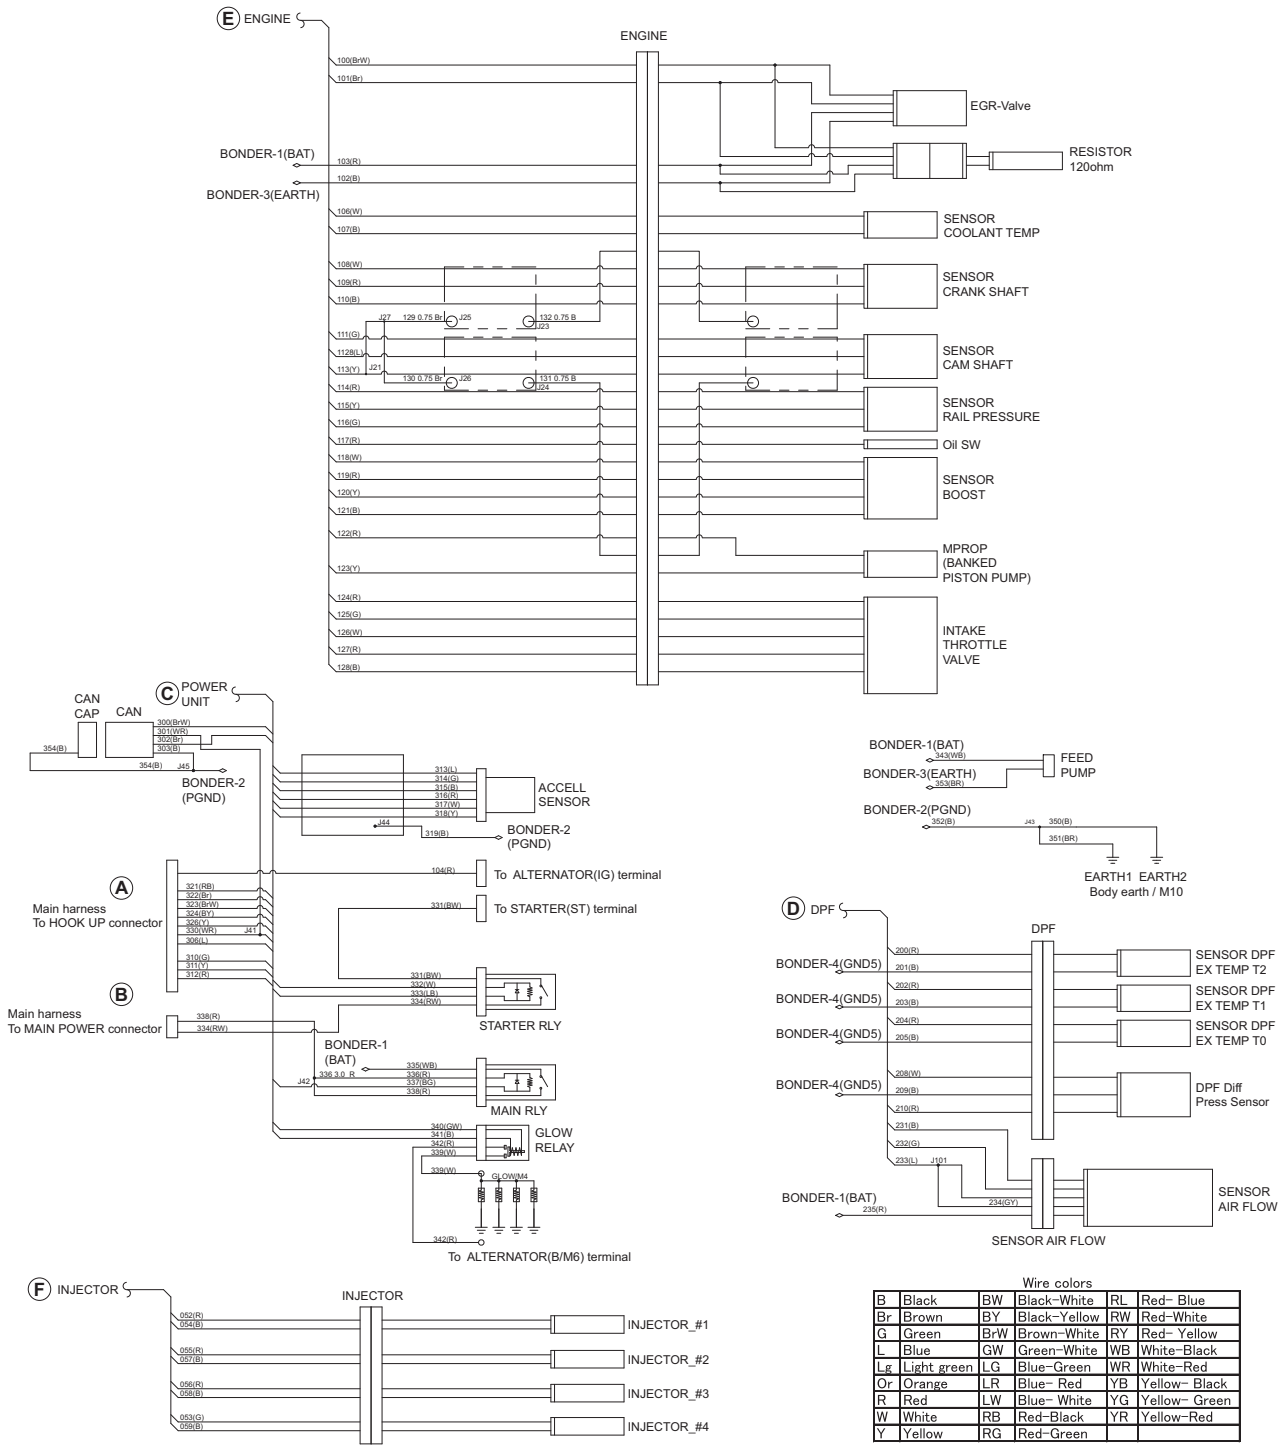 E ENGINE
ENGINE
100(BrW)
101(Br)
EGR-Valve
BONDER-1(BAT)
103(R)
RESISTOR
120ohm
102(B)
BONDER-3(EARTH)
106(W)
107(B)
SENSOR
COOLANT TEMP
108(W)
109(R)
110(B)
SENSOR
CRANK SHAFT
J27 129 0.75 Br J25 132 0.75 B
J23
111(G)
1128(L)
113(Y) J21
SENSOR
CAM SHAFT
130 0.75 Br J26 131 0.75 B
J24
114(R)
115(Y)
116(G)
SENSOR
RAIL PRESSURE
117(R)
Oil SW
118(W)
119(R)
120(Y)
121(B)
SENSOR
BOOST
122(R)
123(Y)
MPROP
(BANKED
PISTON PUMP)
124(R)
125(G)
126(W)
127(R)
128(B)
INTAKE
THROTTLE
VALVE
C POWER
UNIT
CAN
CAP
CAN
300(BrW)
301(WR)
302(Br)
303(B)
354(B)
354(B) J45
BONDER-2
(PGND)
313(L)
314(G)
315(B)
316(R)
317(W)
318(Y)
ACCELL
SENSOR
J44
319(B)
BONDER-2
(PGND)
BONDER-1(BAT)
343(WB)
BONDER-3(EARTH)
353(BR)
FEED
PUMP
BONDER-2(PGND)
352(B) J43 350(B)
351(BR)
EARTH1 EARTH2
Body earth / M10
A
Main harness
To HOOK UP connector
104(R)
To ALTERNATOR(IG) terminal
321(RB)
322(Br)
323(BrW)
324(BY)
326(Y)
330(WR) J41
306(L)
310(G)
311(Y)
312(R)
331(BW)
To STARTER(ST) terminal
331(BW)
332(W)
333(LB)
334(RW)
STARTER RLY
B
Main harness
To MAIN POWER connector
338(R)
334(RW)
BONDER-1
(BAT)
335(WB)
336 3.0 R 336(R)
J42 337(BG)
338(R)
MAIN RLY
340(GW)
341(B)
342(R)
339(W)
GLOW
RELAY
339(W)
GLOW/M4
342(R)
To ALTERNATOR(B/M6) terminal
D DPF
DPF
200(R)
BONDER-4(GND5)
201(B)
SENSOR DPF
EX TEMP T2
202(R)
BONDER-4(GND5)
203(B)
SENSOR DPF
EX TEMP T1
204(R)
BONDER-4(GND5)
205(B)
SENSOR DPF
EX TEMP T0
208(W)
BONDER-4(GND5)
209(B)
210(R)
DPF Diff
Press Sensor
231(B)
232(G)
233(L) J101
BONDER-1(BAT)
234(GY)
235(R)
SENSOR
AIR FLOW
SENSOR AIR FLOW
F INJECTOR
INJECTOR
052(R)
054(B)
INJECTOR_#1
055(R)
057(B)
INJECTOR_#2
056(R)
058(B)
INJECTOR_#3
053(G)
059(B)
INJECTOR_#4
Wire colors
B Black BW Black-White RL Red- Blue
Br Brown BY Black-Yellow RW Red-White
G Green BrW Brown-White RY Red- Yellow
L Blue GW Green-White WB White-Black
Lg Light green LG Blue-Green WR White-Red
Or Orange LR Blue- Red YB Yellow- Black
R Red LW Blue- White YG Yellow- Green
W White RB Red-Black YR Yellow-Red
Y Yellow RG Red-Green